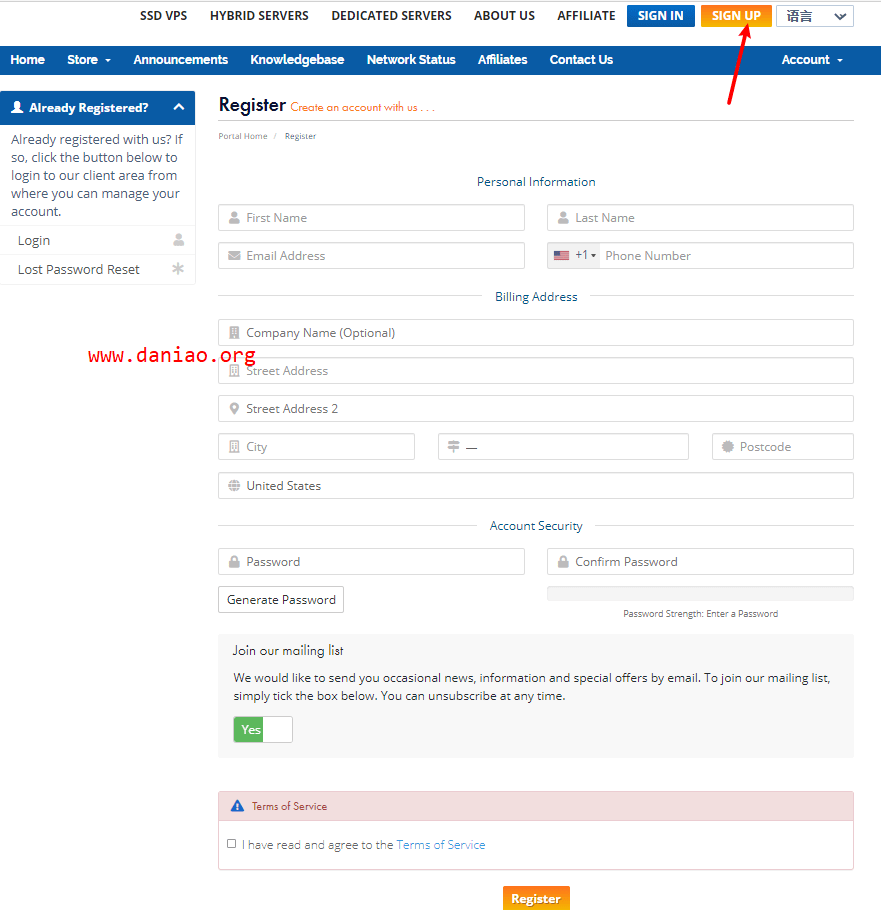 SSD VPS HYBRID SERVERS DEDICATED SERVERS ABOUT US AFFILIATE SIGN IN SIGN UP 语言
Home Store Announcements Knowledgebase Network Status Affiliates Contact Us Account
Already Registered?
Already registered with us? If
so, click the button below to
login to our client area from
where you can manage your
account.
Login
Lost Password Reset
Register Create an account with us . . .
Portal Home / Register
Personal Information
First Name Last Name
Email Address +1 Phone Number
Billing Address
Company Name (Optional)
www.daniao.org
Street Address
Street Address 2
City — Postcode
United States
Account Security
Password Confirm Password
Generate Password
Password Strength: Enter a Password
Join our mailing list
We would like to send you occasional news, information and special offers by email. To join our mailing list,
simply tick the box below. You can unsubscribe at any time.
Yes
Terms of Service
I have read and agree to the Terms of Service
Register